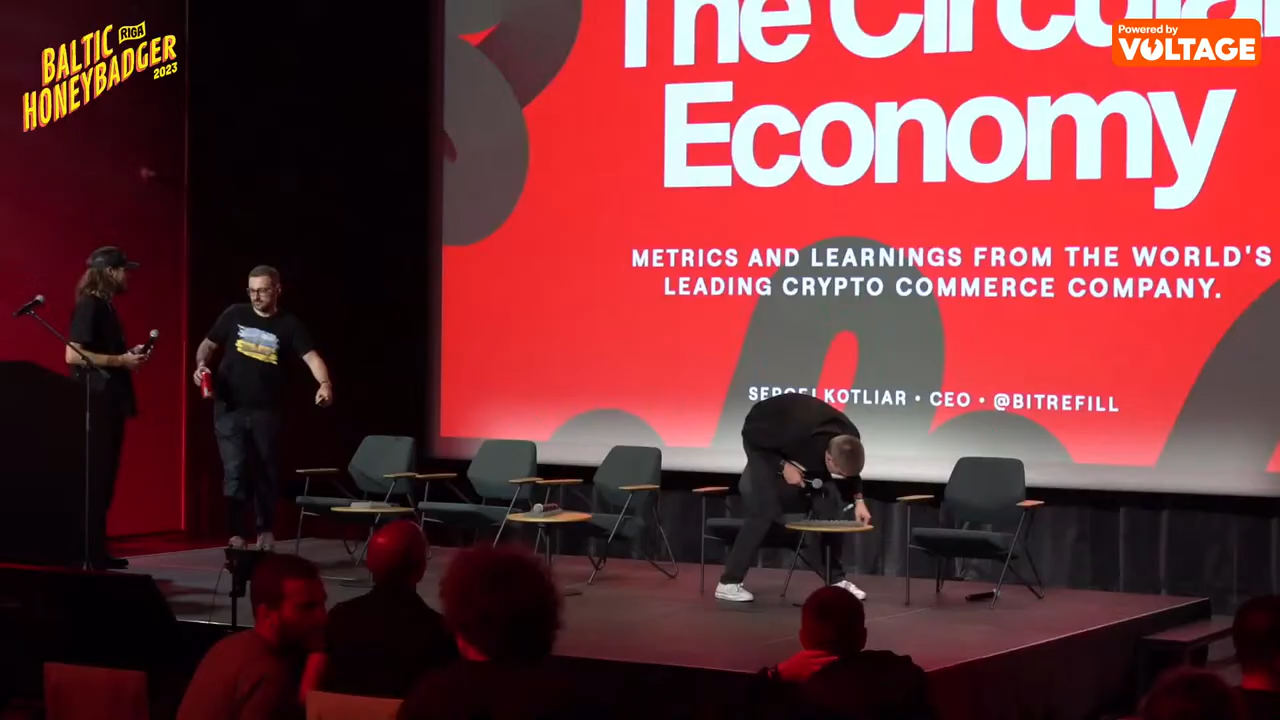 BALTIC RIGA
HONEYBADGER
2023
Powered by
VOLTAGE
The Circular
Economy
METRICS AND LEARNINGS FROM THE WORLD'S
LEADING CRYPTO COMMERCE COMPANY.
SERGEJ KOTLIAR • CEO • @BITREFILL